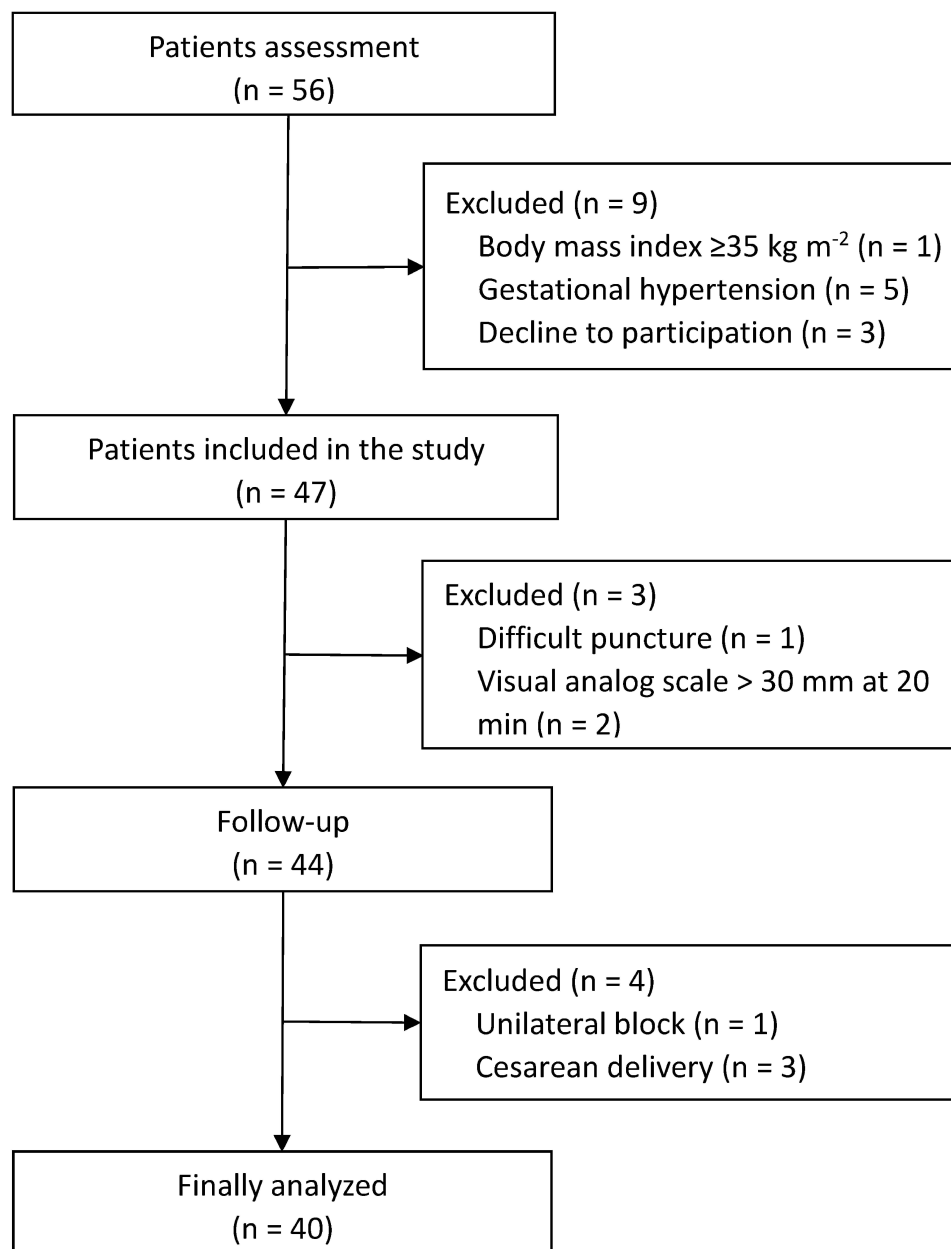 Patients assessment
(n = 56)
Excluded (n = 9)
Body mass index ≥35 kg m⁻² (n = 1)
Gestational hypertension (n = 5)
Decline to participation (n = 3)
Patients included in the study
(n = 47)
Excluded (n = 3)
Difficult puncture (n = 1)
Visual analog scale > 30 mm at 20
min (n = 2)
Follow-up
(n = 44)
Excluded (n = 4)
Unilateral block (n = 1)
Cesarean delivery (n = 3)
Finally analyzed
(n = 40)